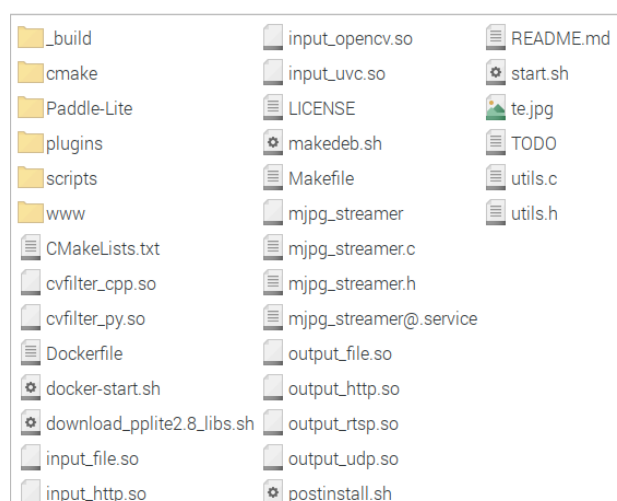 _build
cmake
Paddle-Lite
plugins
scripts
www
CMakeLists.txt
cvfilter_cpp.so
cvfilter_py.so
Dockerfile
docker-start.sh
download_pplite2.8_libs.sh
input_file.so
input_http.so
input_opencv.so
input_uvc.so
LICENSE
makedeb.sh
Makefile
mjpg_streamer
mjpg_streamer.c
mjpg_streamer.h
mjpg_streamer@.service
output_file.so
output_http.so
output_rtsp.so
output_udp.so
postinstall.sh
README.md
start.sh
te.jpg
TODO
utils.c
utils.h